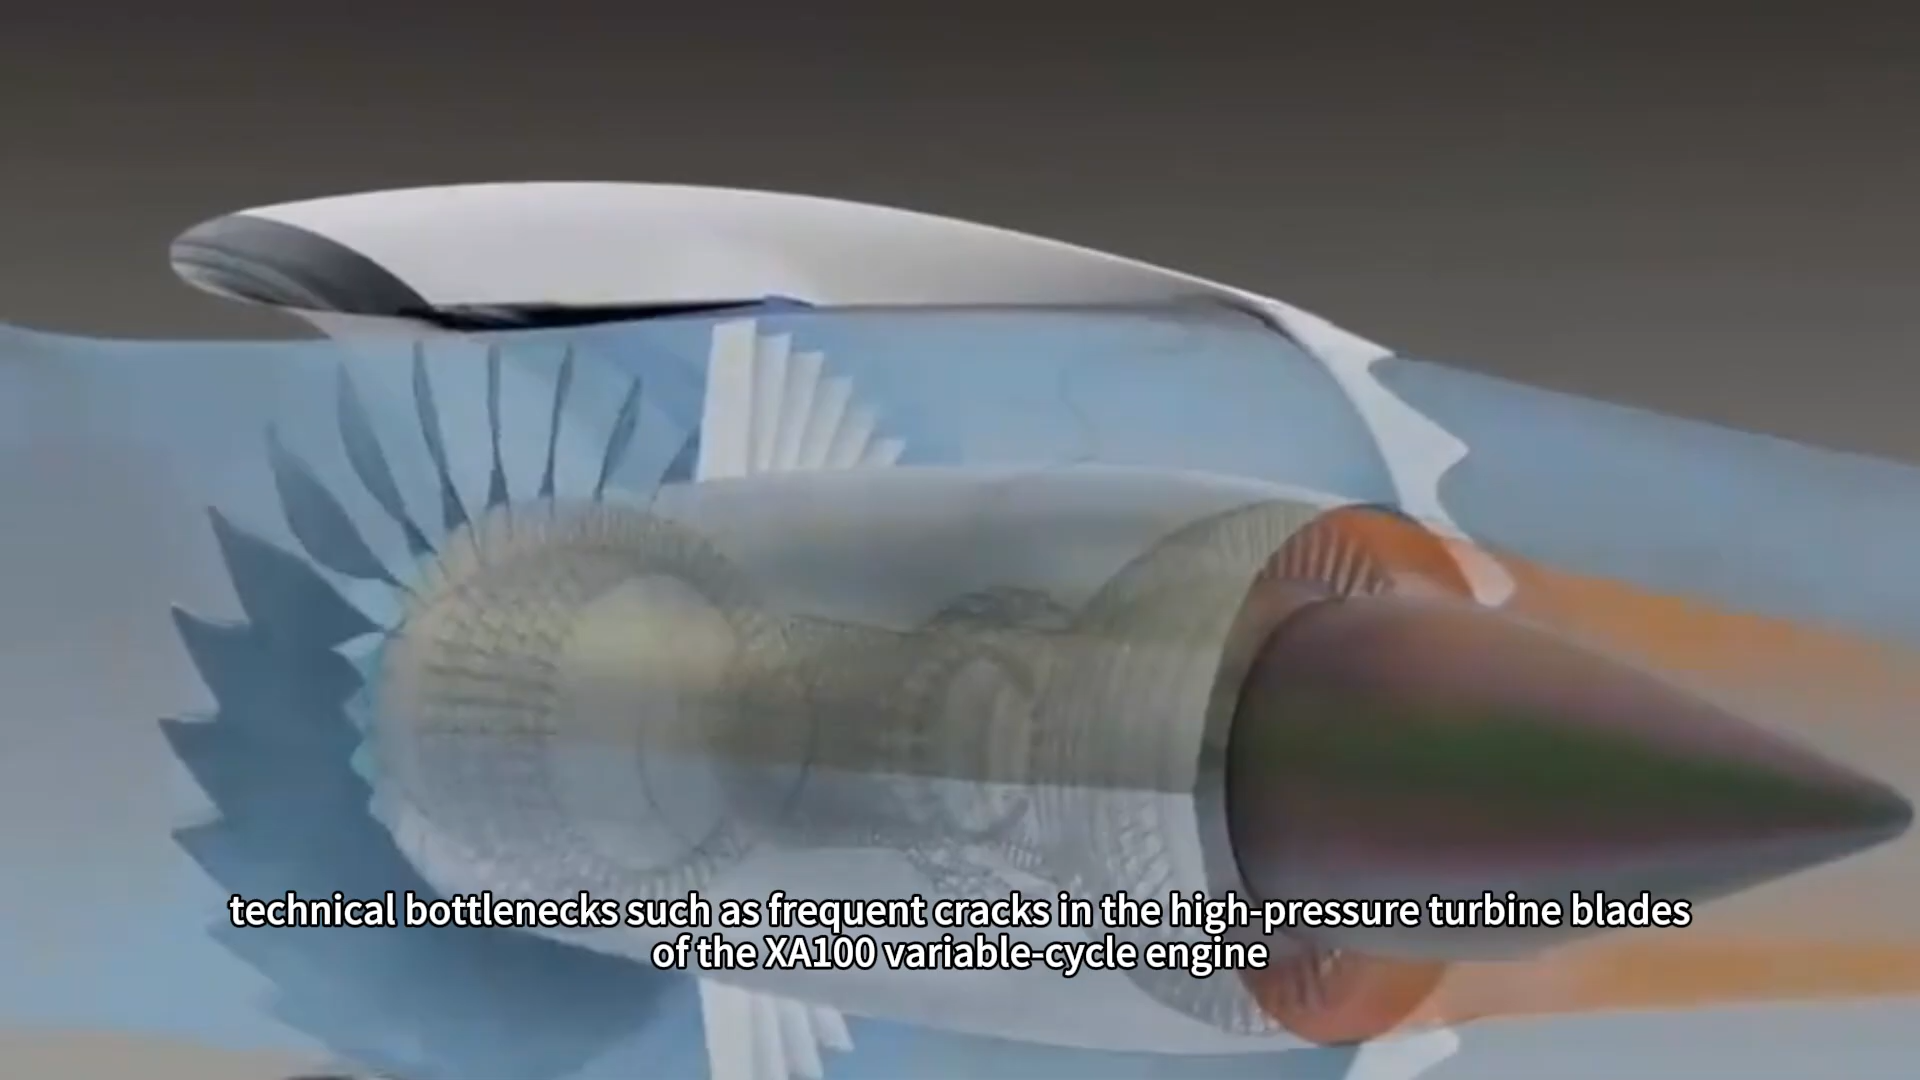 technical bottlenecks such as frequent cracks in the high-pressure turbine blades
of the XA100 variable-cycle engine